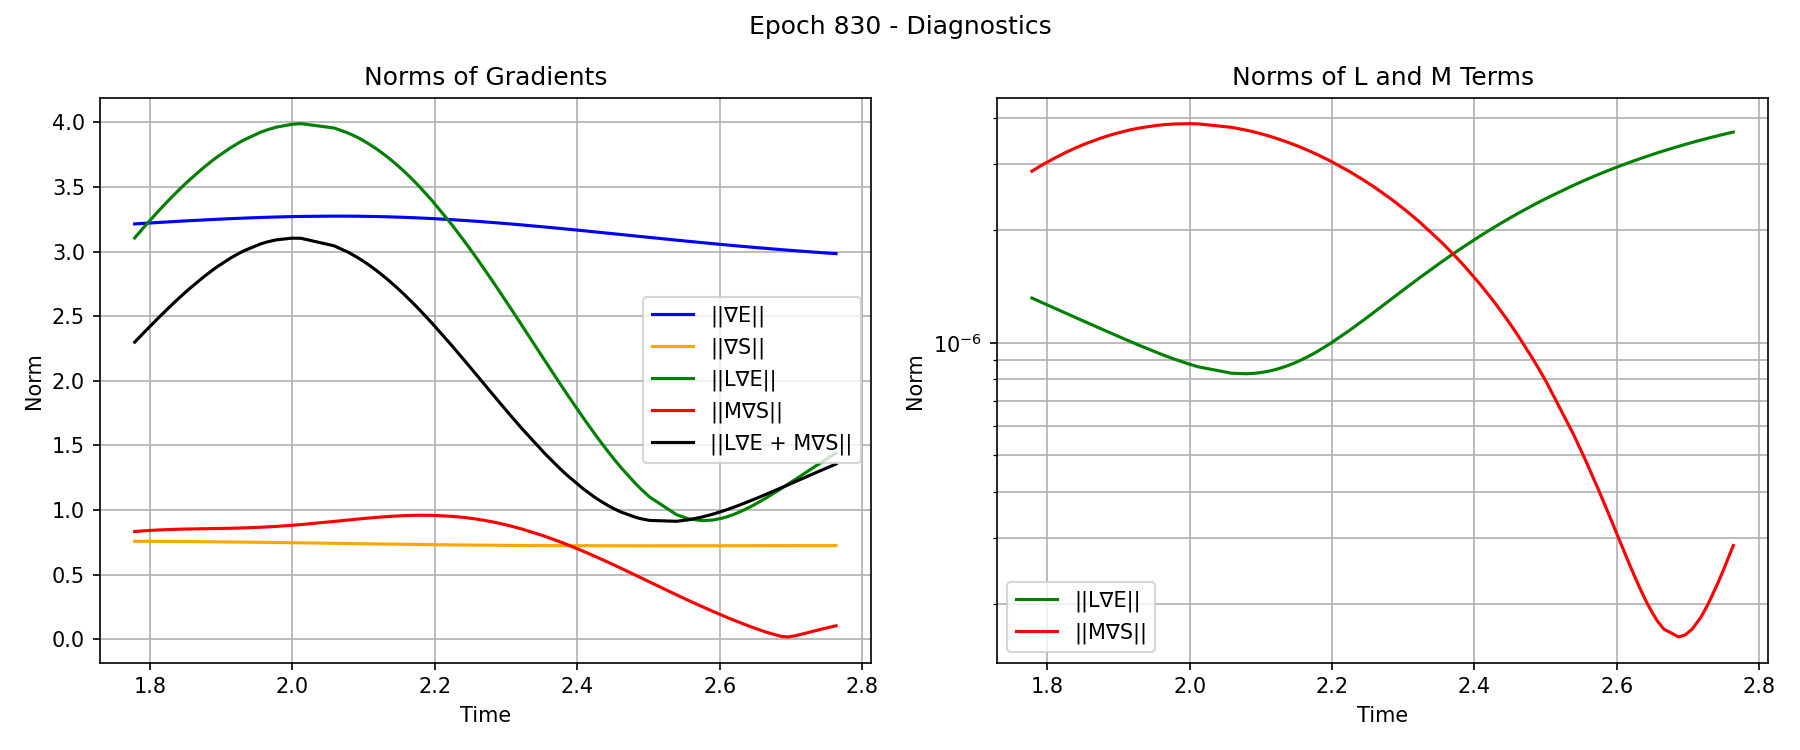 Epoch 830 - Diagnostics
Norms of Gradients
Norm
4.0
3.5
3.0
2.5
2.0
1.5
1.0
0.5
0.0
||∇E||
||∇S||
||L∇E||
||M∇S||
||L∇E + M∇S||
1.8 2.0 2.2 2.4 2.6 2.8
Time
Norms of L and M Terms
Norm
10⁻⁶
||L∇E||
||M∇S||
1.8 2.0 2.2 2.4 2.6 2.8
Time